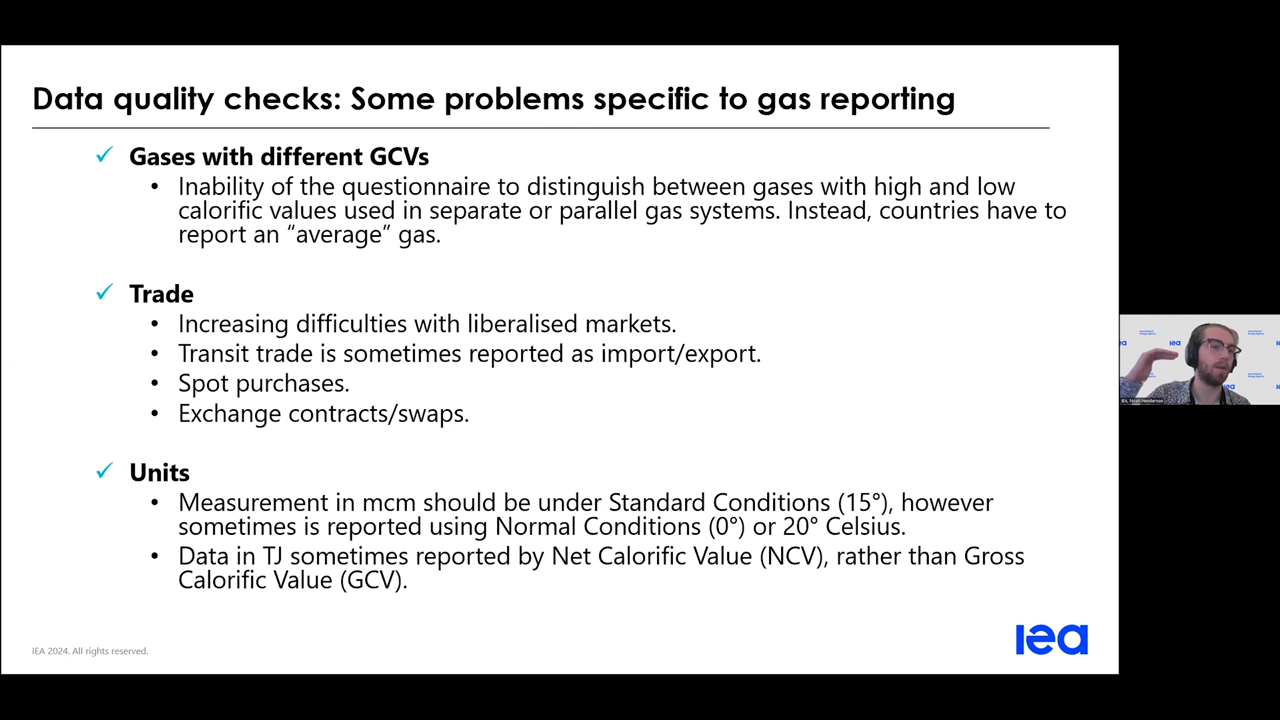 Data quality checks: Some problems specific to gas reporting
✓ Gases with different GCVs
• Inability of the questionnaire to distinguish between gases with high and low
calorific values used in separate or parallel gas systems. Instead, countries have to
report an “average” gas.
✓ Trade
• Increasing difficulties with liberalised markets.
• Transit trade is sometimes reported as import/export.
• Spot purchases.
• Exchange contracts/swaps.
✓ Units
• Measurement in mcm should be under Standard Conditions (15°), however
sometimes is reported using Normal Conditions (0°) or 20° Celsius.
• Data in TJ sometimes reported by Net Calorific Value (NCV), rather than Gross
Calorific Value (GCV).
IEA 2024. All rights reserved.
iea
iea
IEA, Noah Henderson